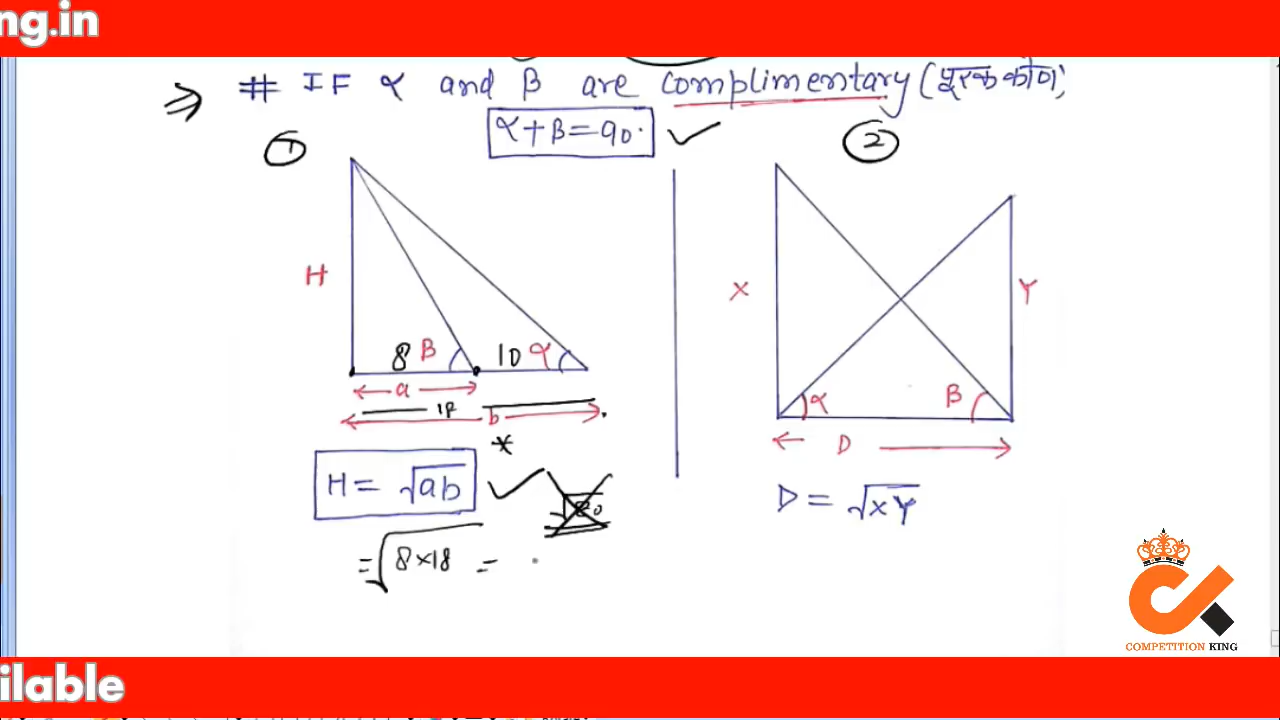 ng.in
⇒ # IF α and β are complimentary (पूरक कोण)
α+β=90°
① ②
H X Y
8 β 10 α
a
18
b
α β
D
*
H = √ab
D = √XY
= √8×18 =
COMPETITION KING
ilable